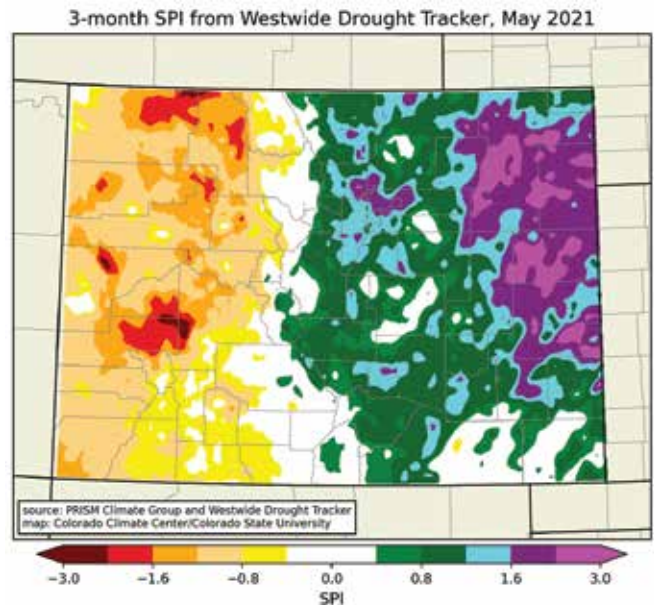 3-month SPI from Westwide Drought Tracker, May 2021
source: PRISM Climate Group and Westwide Drought Tracker
map: Colorado Climate Center/Colorado State University
−3.0 −1.6 −0.8 0.0 0.8 1.6 3.0
SPI